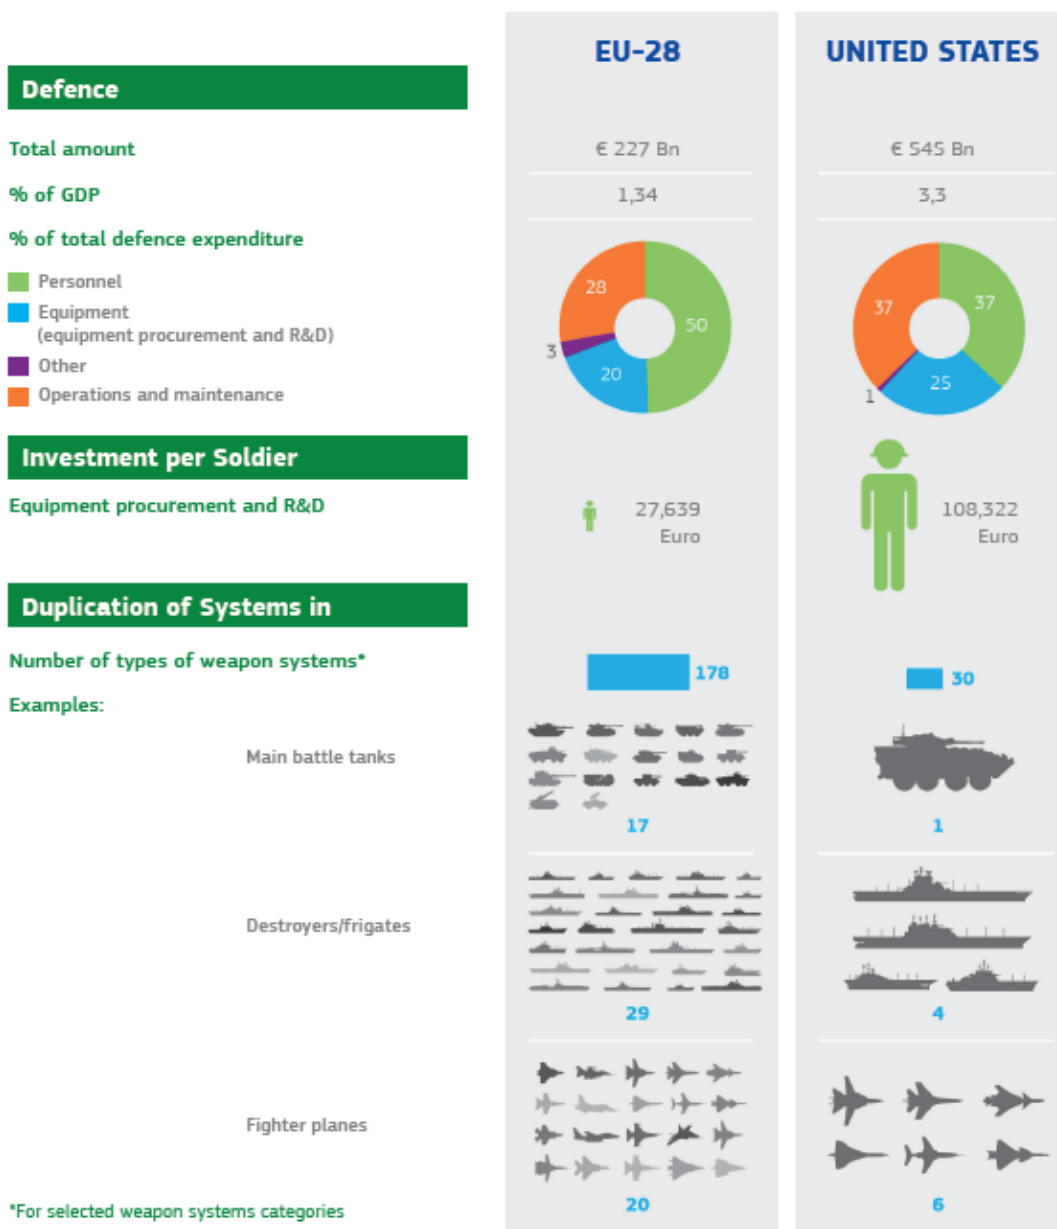 EU-28
UNITED STATES
Defence
Total amount
€ 227 Bn
€ 545 Bn
% of GDP
1,34
3,3
% of total defence expenditure
Personnel
Equipment
(equipment procurement and R&D)
Other
Operations and maintenance
28
50
3
20
37
37
1
25
Investment per Soldier
Equipment procurement and R&D
27,639
Euro
108,322
Euro
Duplication of Systems in
Number of types of weapon systems*
178
30
Examples:
Main battle tanks
17
1
Destroyers/frigates
29
4
Fighter planes
20
6
*For selected weapon systems categories